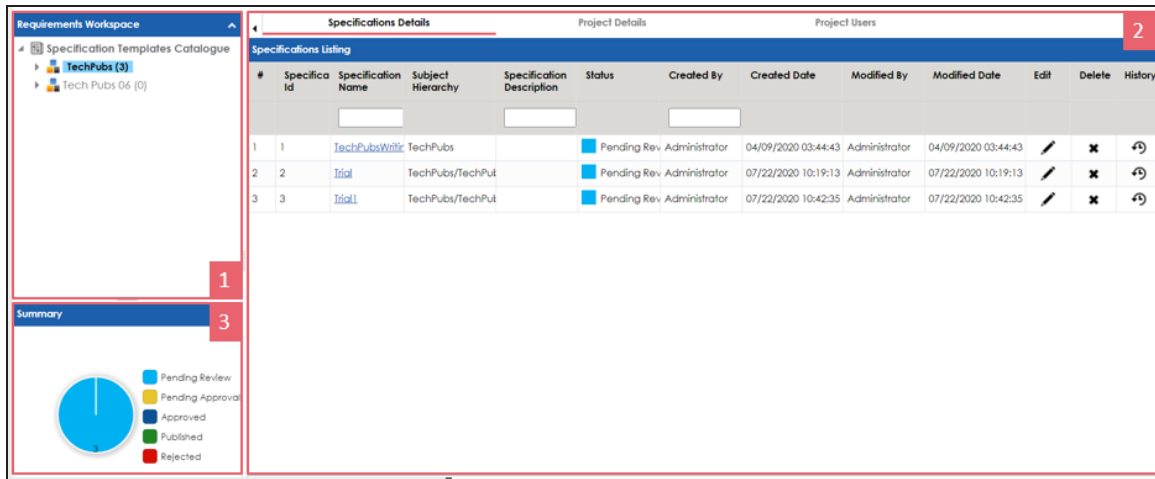 Requirements Workspace
Specification Templates Catalogue
TechPubs (3)
Tech Pubs 06 (0)
1
Specifications Details Project Details Project Users
2
Specifications Listing
# Specifica Id Specification Name Subject Hierarchy Specification Description Status Created By Created Date Modified By Modified Date Edit Delete History
1 1 TechPubsWritin TechPubs Pending Rev Administrator 04/09/2020 03:44:43 Administrator 04/09/2020 03:44:43
2 2 Trial TechPubs/TechPub Pending Rev Administrator 07/22/2020 10:19:13 Administrator 07/22/2020 10:19:13
3 3 Trial1 TechPubs/TechPub Pending Rev Administrator 07/22/2020 10:42:35 Administrator 07/22/2020 10:42:35
Summary
3
Pending Review
Pending Approval
Approved
Published
Rejected
3